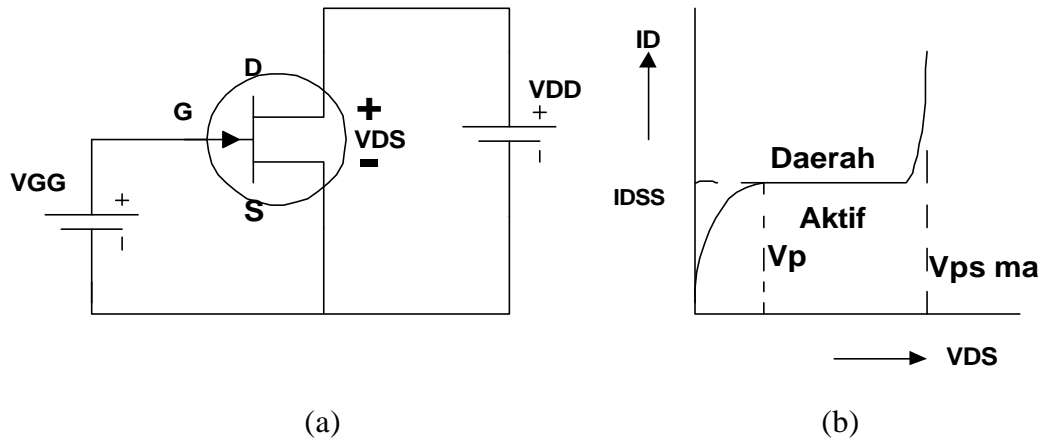 D
G
+
VDS
-
S
VGG
+
-
VDD
+
-
(a)
ID
IDSS
Daerah
Aktif
Vp
Vps ma
VDS
(b)